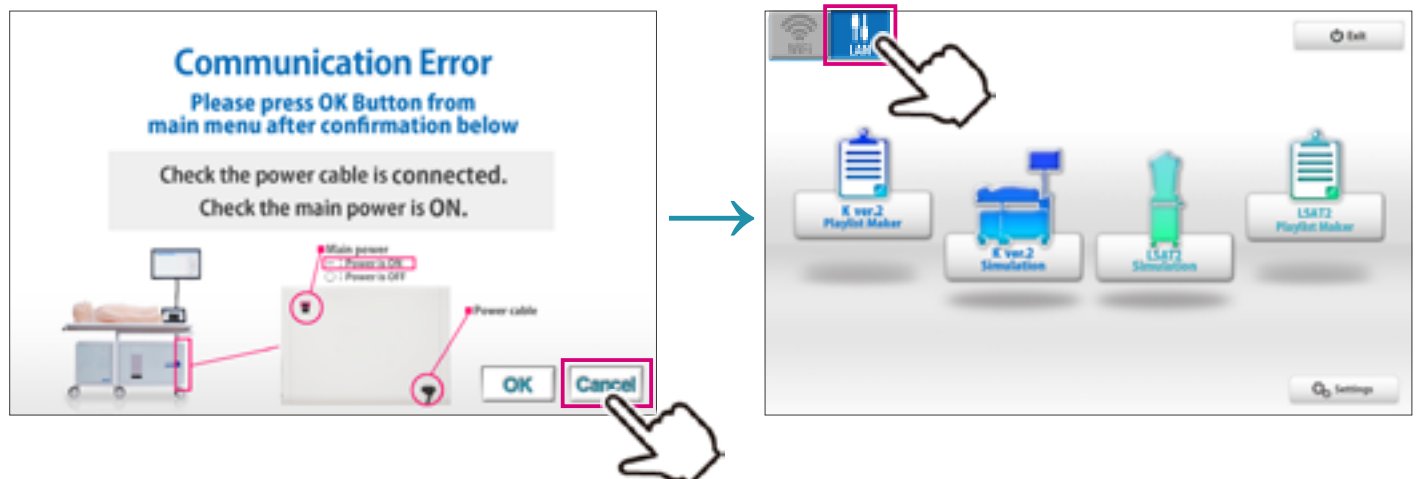 Communication Error
Please press OK Button from
main menu after confirmation below
Check the power cable is connected.
Check the main power is ON.
Main power
Power is ON
Power is OFF
Power cable
OK
Cancel
WiFi
LAN
Exit
K ver.2
Playlist Maker
K ver.2
Simulation
LSAT2
Simulation
LSAT2
Playlist Maker
Settings